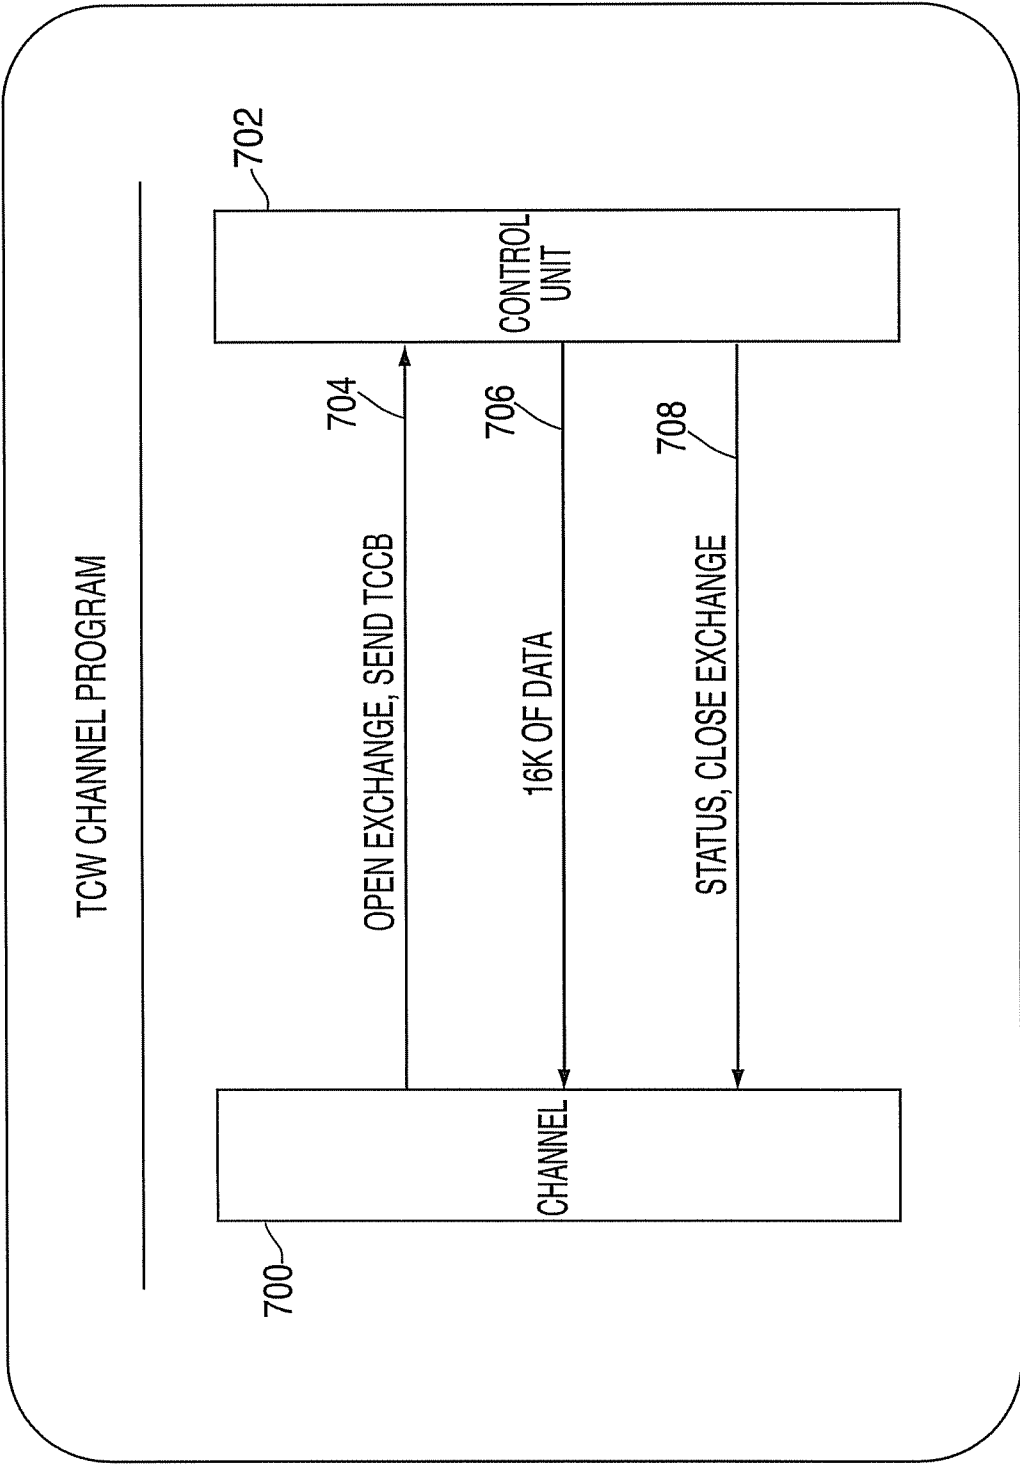 TCW CHANNEL PROGRAM
700
702
CHANNEL
CONTROL
UNIT
OPEN EXCHANGE, SEND TCCB
704
16K OF DATA
706
STATUS, CLOSE EXCHANGE
708